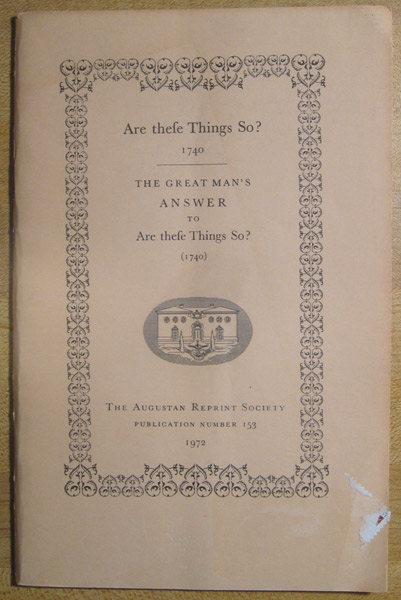 Are theſe Things So?
1740
THE GREAT MAN'S
ANSWER
TO
Are theſe Things So?
(1740)
THE AUGUSTAN REPRINT SOCIETY
PUBLICATION NUMBER 153
1972